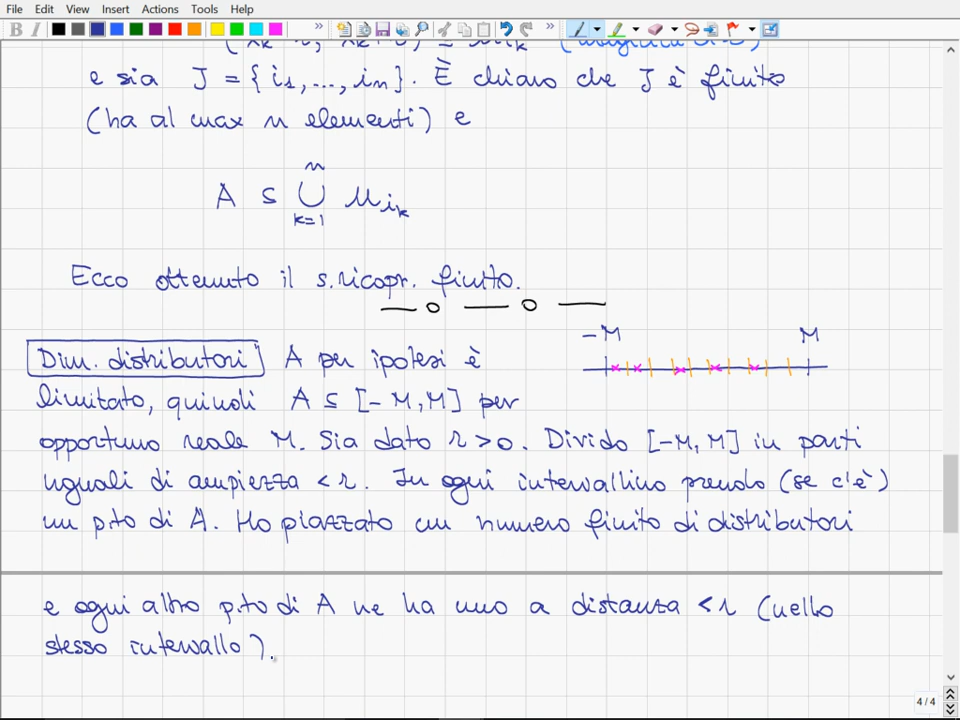 File Edit View Insert Actions Tools Help
e sia J = {i1,..., in}. È chiaro che J è finito
(ha al max n elementi) e
n
A ⊆ ∪ Uik
k=1
Ecco ottenuto il s.ricopr. finito.
-M M
Dim. distributori A per ipotesi è
limitato, quindi A ⊆ [-M,M] per
opportuno reale M. Sia dato r>0. Divido [-M,M] in parti
uguali di ampiezza <r. In ogni intervallino prendo (se c'è)
un p.to di A. Ho piazzato un numero finito di distributori
e ogni altro p.to di A ne ha uno a distanza <r (nello
stesso intervallo).
4/4